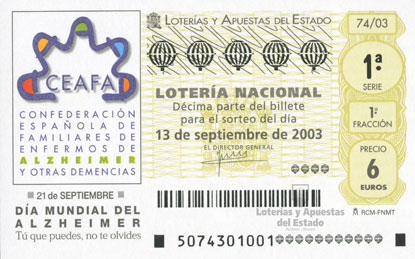 CEAFA
CONFEDERACIÓN
ESPAÑOLA DE
FAMILIARES DE
ENFERMOS DE
ALZHEIMER
Y OTRAS DEMENCIAS
21 de SEPTIEMBRE
DÍA MUNDIAL DEL
ALZHEIMER
Tú que puedes, no te olvides
LOTERÍAS Y APUESTAS DEL ESTADO
74/03
LOTERÍA NACIONAL
Décima parte del billete
para el sorteo del día
13 de septiembre de 2003
EL DIRECTOR GENERAL
1ª
SERIE
1ª
FRACCIÓN
PRECIO
6
EUROS
Loterías y Apuestas
del Estado
RCM-FNMT
5074301001